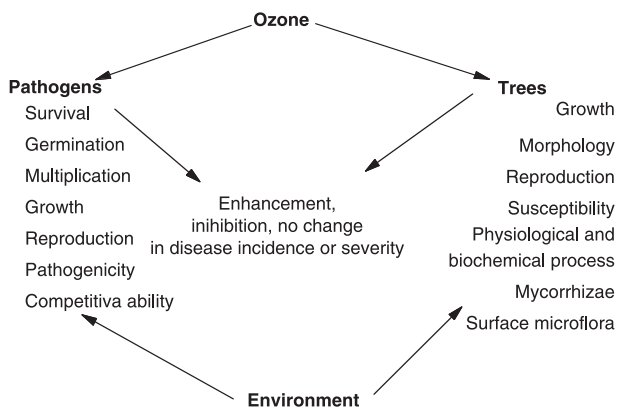 Ozone
Pathogens
Survival
Germination
Multiplication
Growth
Reproduction
Pathogenicity
Competitiva ability
Enhancement,
inihibition, no change
in disease incidence or severity
Trees
Growth
Morphology
Reproduction
Susceptibility
Physiological and
biochemical process
Mycorrhizae
Surface microflora
Environment